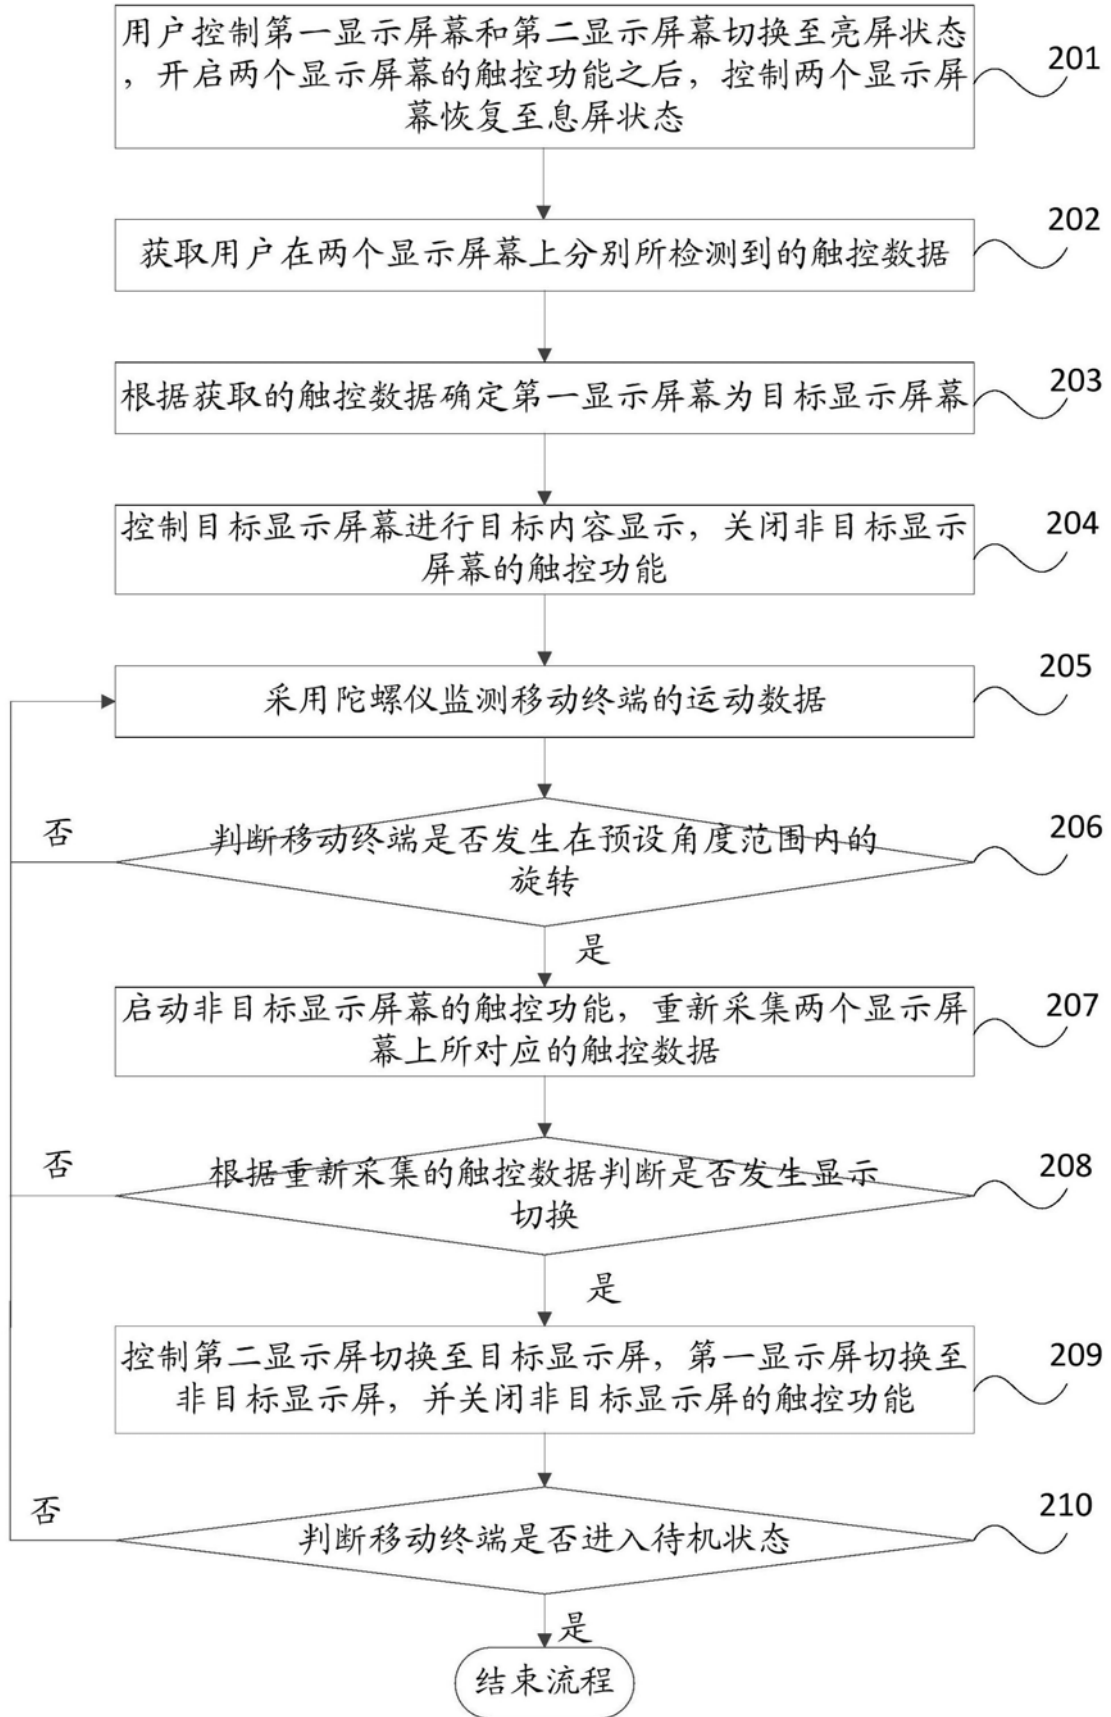 用户控制第一显示屏幕和第二显示屏幕切换至亮屏状态
，开启两个显示屏幕的触控功能之后，控制两个显示屏
幕恢复至息屏状态
201
获取用户在两个显示屏幕上分别所检测到的触控数据
202
根据获取的触控数据确定第一显示屏幕为目标显示屏幕
203
控制目标显示屏幕进行目标内容显示，关闭非目标显示
屏幕的触控功能
204
采用陀螺仪监测移动终端的运动数据
205
否
判断移动终端是否发生在预设角度范围内的
旋转
206
是
启动非目标显示屏幕的触控功能，重新采集两个显示屏
幕上所对应的触控数据
207
否
根据重新采集的触控数据判断是否发生显示
切换
208
是
控制第二显示屏切换至目标显示屏，第一显示屏切换至
非目标显示屏，并关闭非目标显示屏的触控功能
209
否
判断移动终端是否进入待机状态
210
是
结束流程